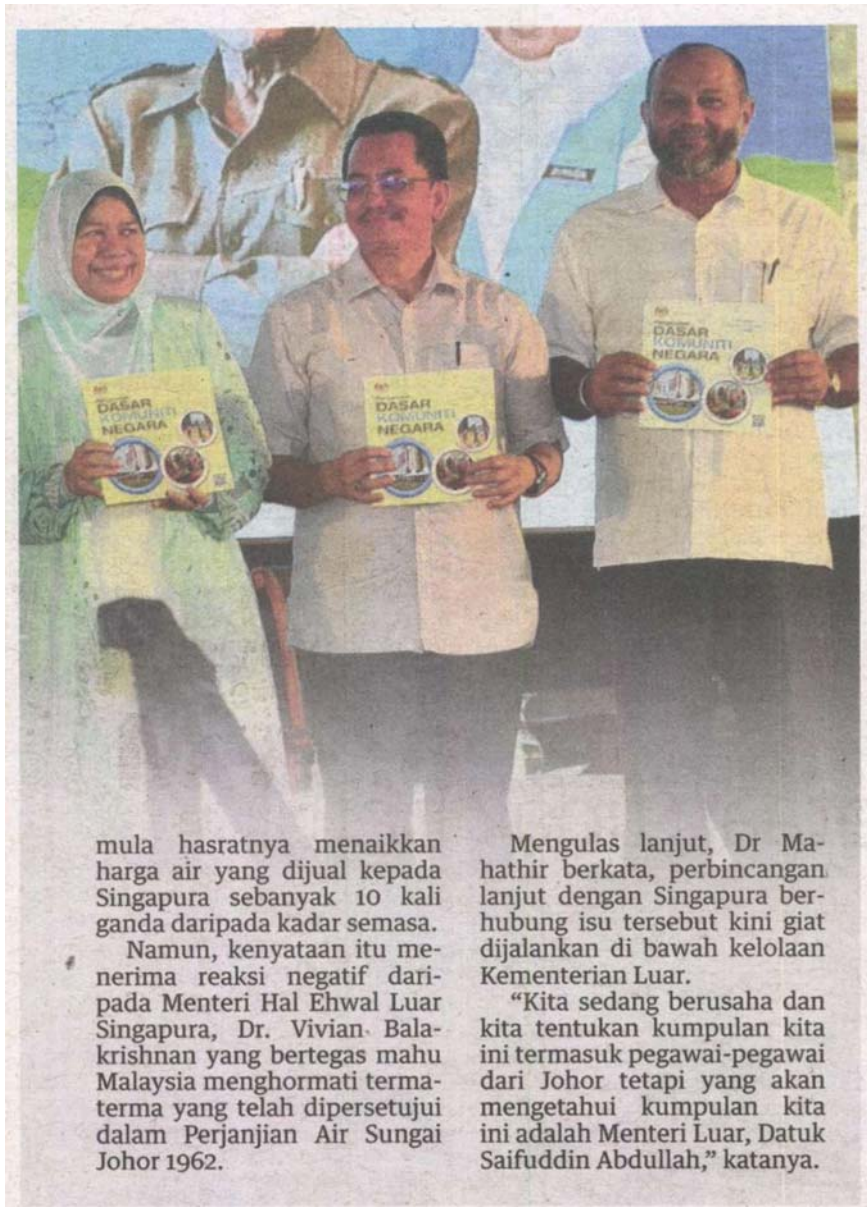 DASAR
KOMUNITI
NEGARA
DASAR
KOMUNITI
NEGARA
DASAR
KOMUNITI
NEGARA
mula hasratnya menaikkan
harga air yang dijual kepada
Singapura sebanyak 10 kali
ganda daripada kadar semasa.
Namun, kenyataan itu me-
nerima reaksi negatif dari-
pada Menteri Hal Ehwal Luar
Singapura, Dr. Vivian Bala-
krishnan yang bertegas mahu
Malaysia menghormati terma-
terma yang telah dipersetujui
dalam Perjanjian Air Sungai
Johor 1962.
Mengulas lanjut, Dr Ma-
hathir berkata, perbincangan
lanjut dengan Singapura ber-
hubung isu tersebut kini giat
dijalankan di bawah kelolaan
Kementerian Luar.
“Kita sedang berusaha dan
kita tentukan kumpulan kita
ini termasuk pegawai-pegawai
dari Johor tetapi yang akan
mengetahui kumpulan kita
ini adalah Menteri Luar, Datuk
Saifuddin Abdullah,” katanya.